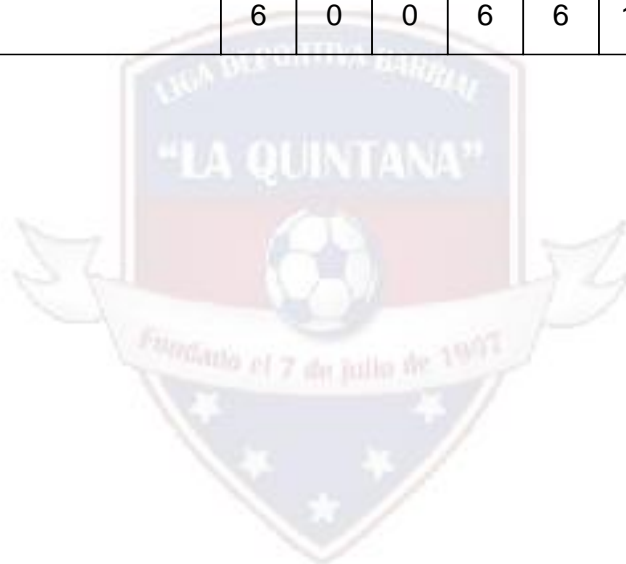 6 0 0 6 6
LIGA DEPORTIVA BARRIAL
“LA QUINTANA”
Fundado el 7 de julio de